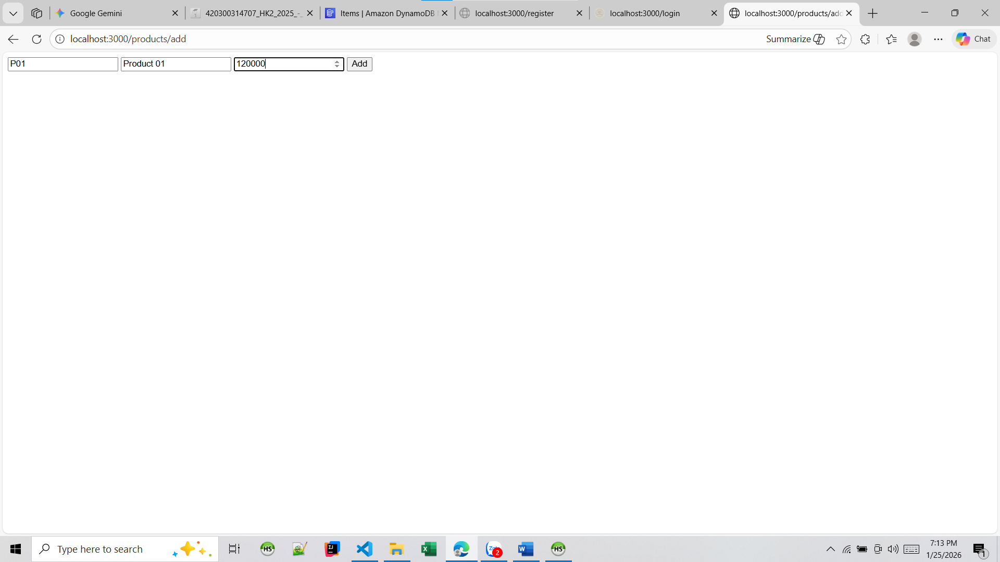 Google Gemini
420300314707_HK2_2025_-_
Items | Amazon DynamoDB
localhost:3000/register
localhost:3000/login
localhost:3000/products/add
localhost:3000/products/add
Summarize
Chat
P01
Product 01
120000
Add
Type here to search
HS
IJ
2
W
HS
7:13 PM
1/25/2026
1